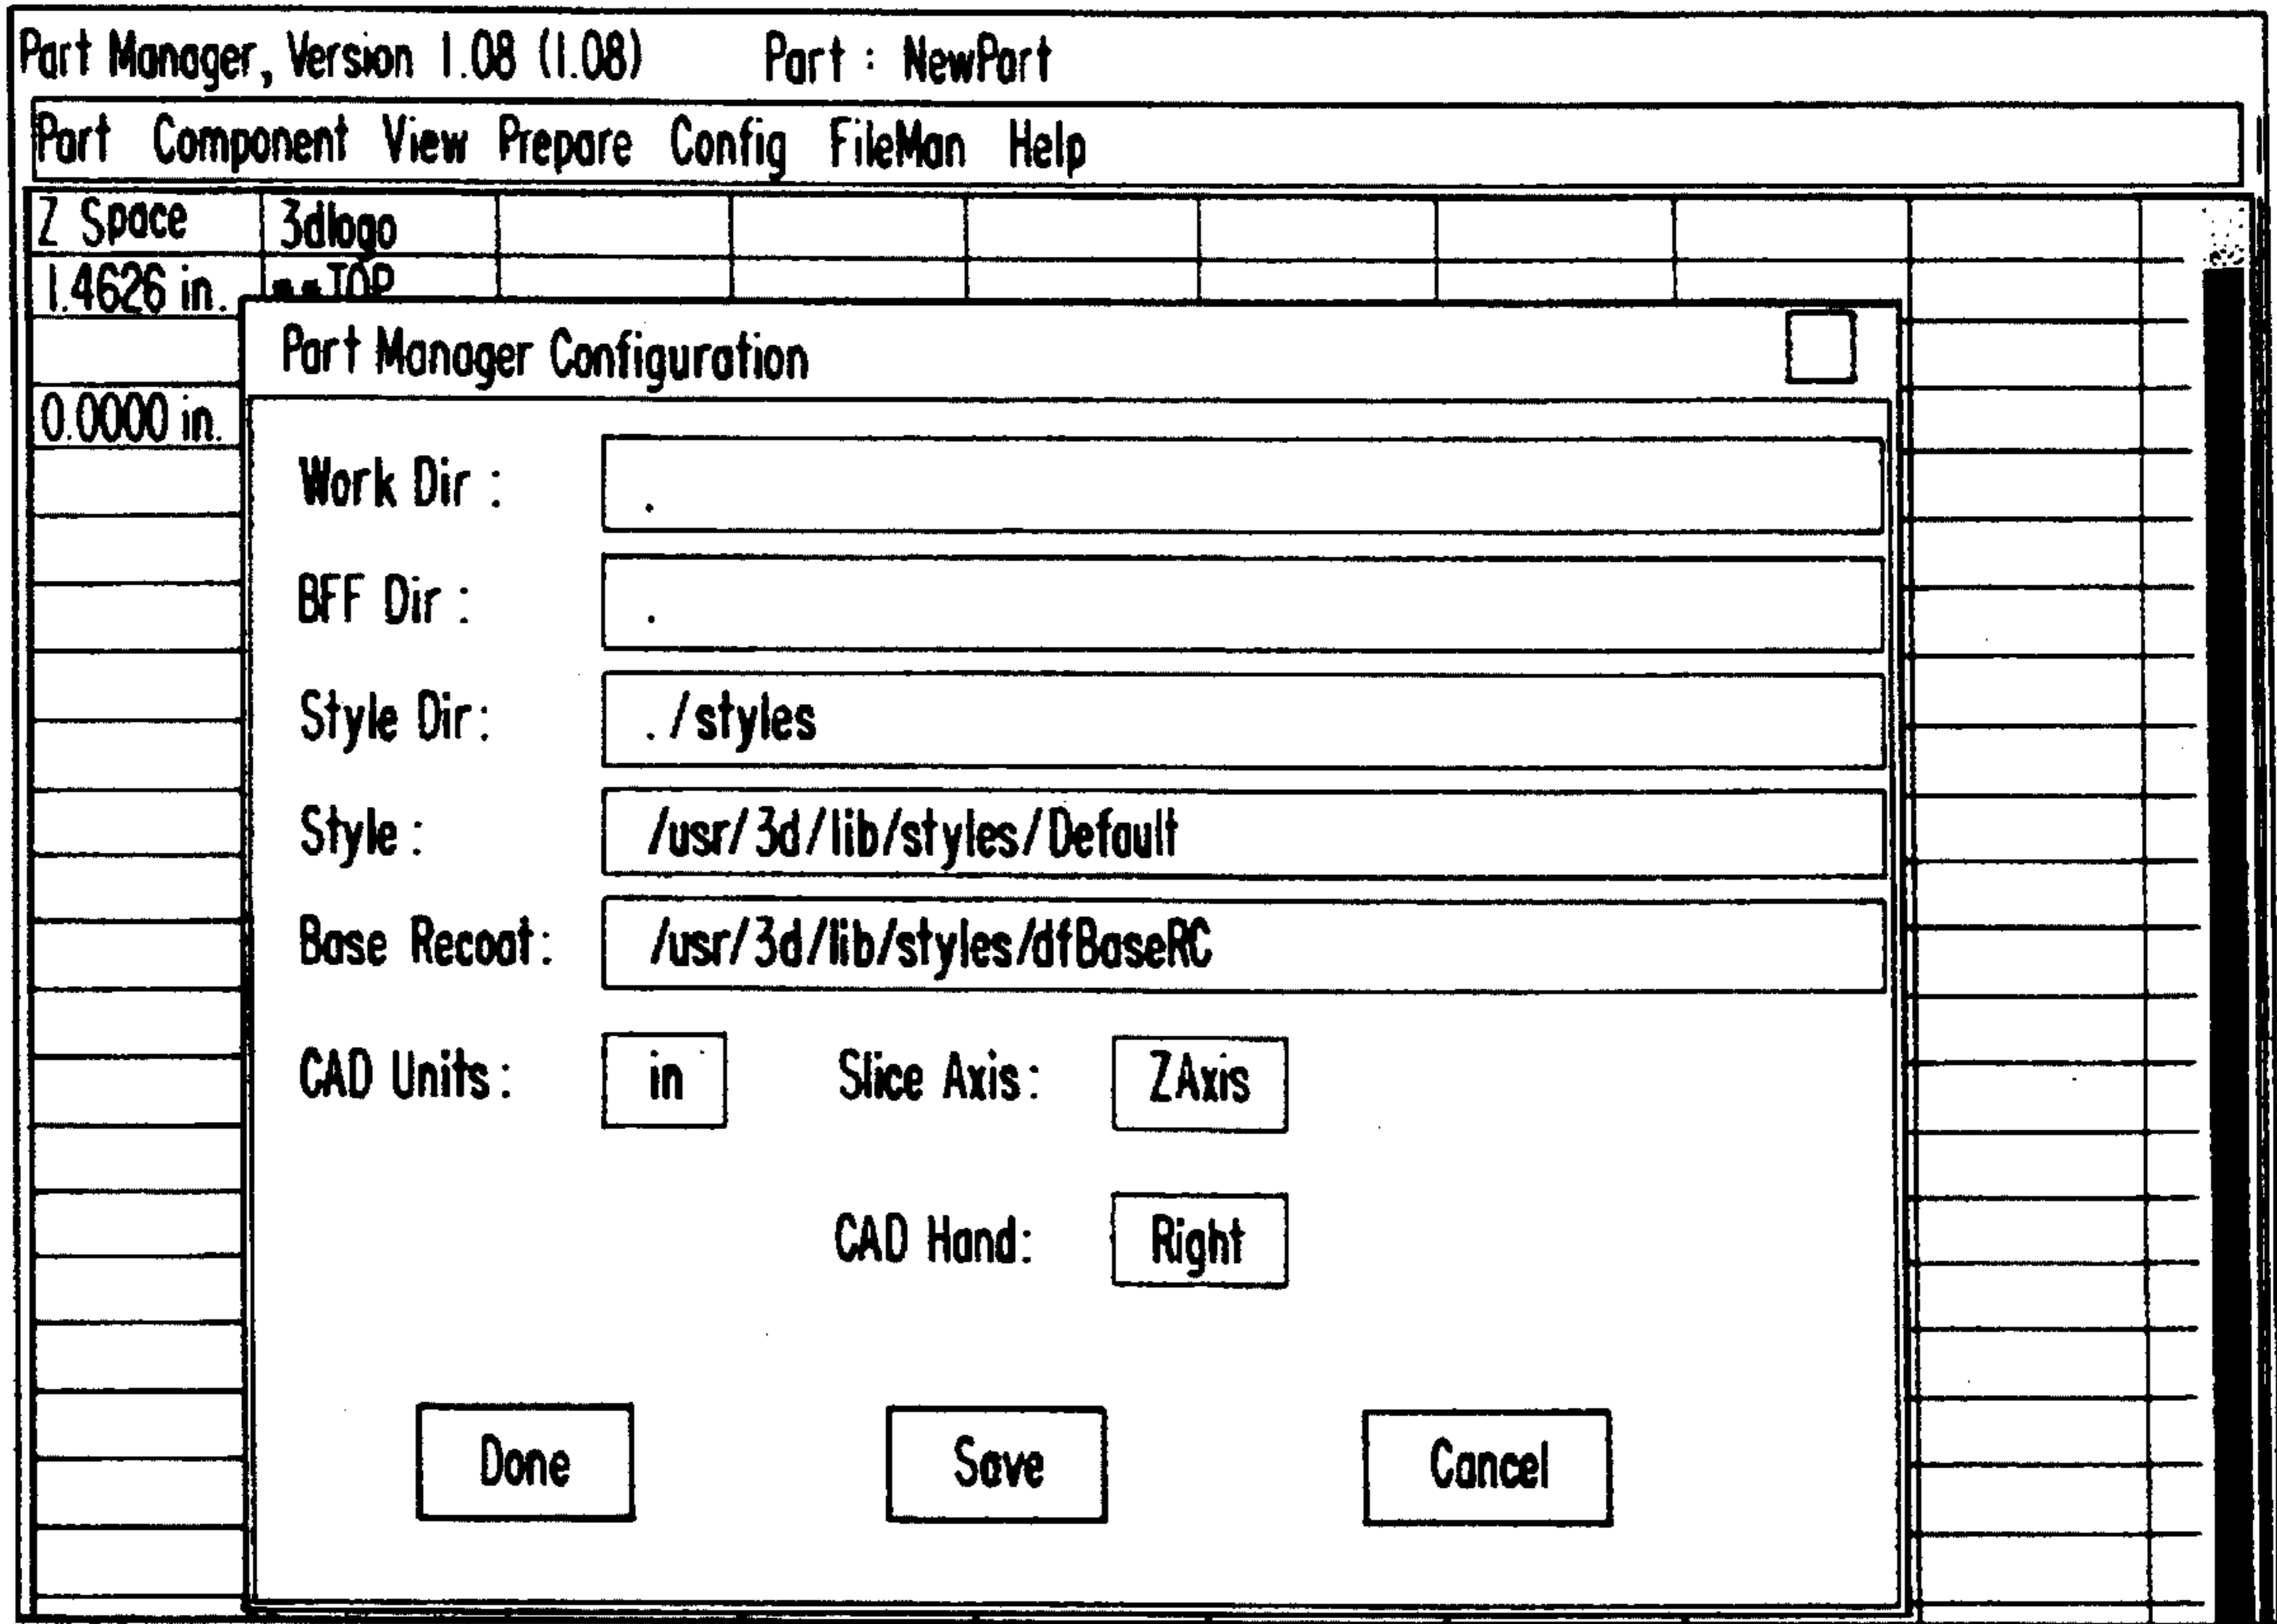 Part Manager, Version 1.08 (1.08) Part : NewPart
Part Component View Prepare Config FileMan Help
Z Space 3dlogo
1.4626 in. **TOP
Part Manager Configuration
0.0000 in.
Work Dir : .
BFF Dir : .
Style Dir: ./styles
Style : /usr/3d/lib/styles/Default
Base Recoat: /usr/3d/lib/styles/dfBaseRC
CAD Units: in Slice Axis: ZAxis
CAD Hand: Right
Done Save Cancel